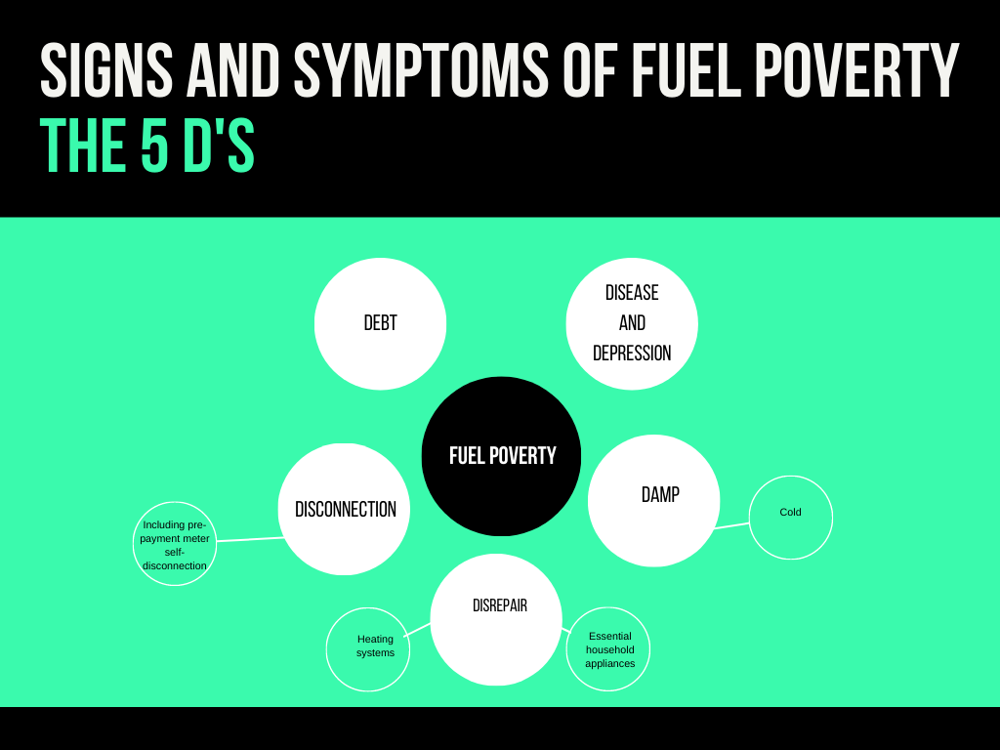 SIGNS AND SYMPTOMS OF FUEL POVERTY
THE 5 D'S
DEBT
DISEASE
AND
DEPRESSION
FUEL POVERTY
DISCONNECTION
DAMP
Cold
Including pre-
payment meter
self-
disconnection
DISREPAIR
Heating
systems
Essential
household
appliances